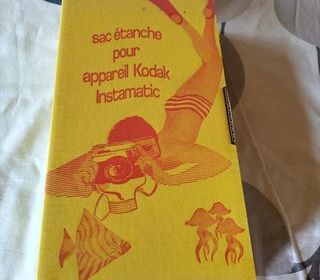 sac étanche
pour
appareil Kodak
Instamatic